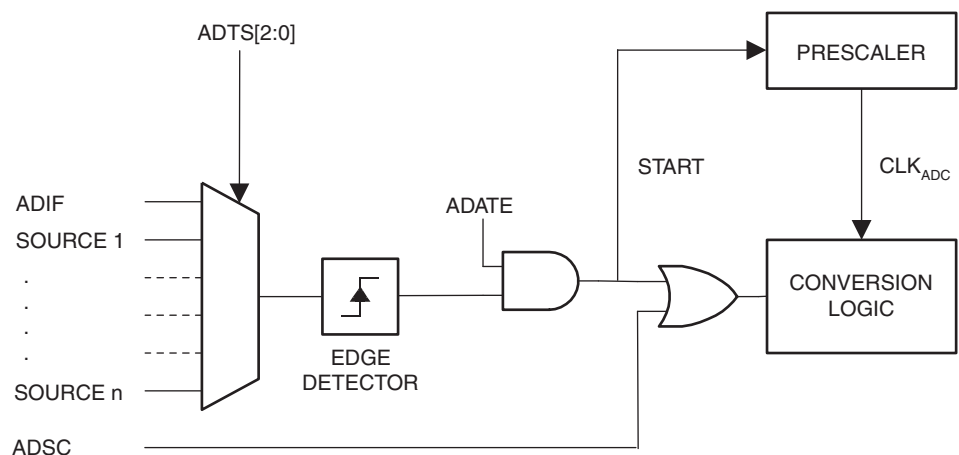 ADTS[2:0]
PRESCALER
START
CLKADC
ADIF
SOURCE 1
.
.
.
.
SOURCE n
ADSC
ADATE
EDGE
DETECTOR
CONVERSION
LOGIC